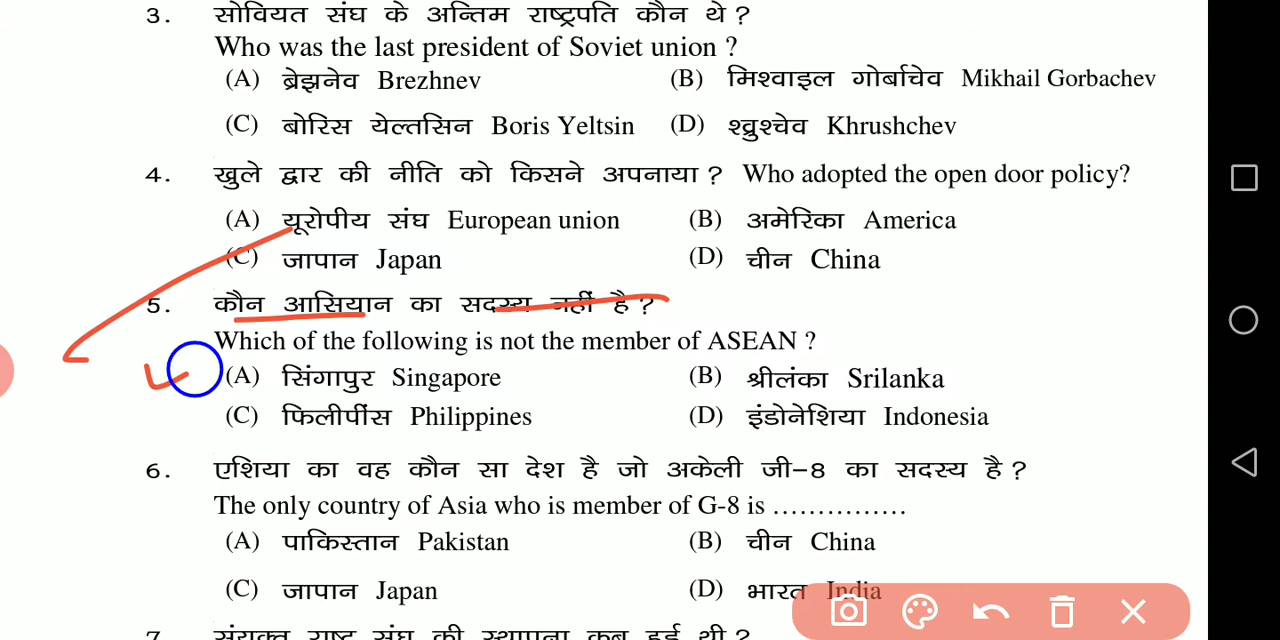 3. सोवियत संघ के अन्तिम राष्ट्रपति कौन थे ?
Who was the last president of Soviet union ?
(A) ब्रेझनेव Brezhnev (B) मिश्वाइल गोर्बाचेव Mikhail Gorbachev
(C) बोरिस येल्तसिन Boris Yeltsin (D) श्व्रुश्चेव Khrushchev
4. खुले द्वार की नीति को किसने अपनाया ? Who adopted the open door policy?
(A) यूरोपीय संघ European union (B) अमेरिका America
(C) जापान Japan (D) चीन China
5. कौन आसियान का सदस्य नहीं है ?
Which of the following is not the member of ASEAN ?
(A) सिंगापुर Singapore (B) श्रीलंका Srilanka
(C) फिलीपींस Philippines (D) इंडोनेशिया Indonesia
6. एशिया का वह कौन सा देश है जो अकेली जी-8 का सदस्य है ?
The only country of Asia who is member of G-8 is ...............
(A) पाकिस्तान Pakistan (B) चीन China
(C) जापान Japan (D) भारत India
7. संयुक्त राष्ट्र संघ की स्थापना कब हुई थी ?